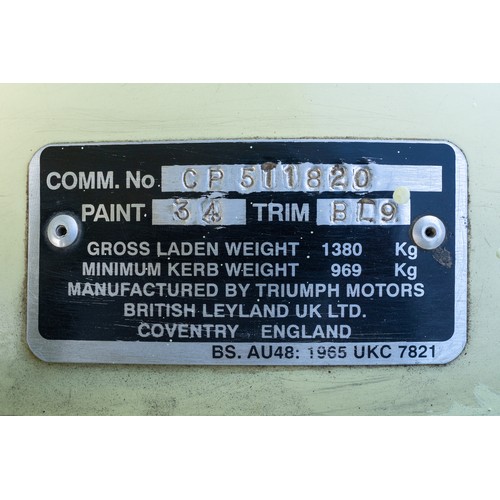 COMM. No CP 511820
PAINT 34 TRIM BL9
GROSS LADEN WEIGHT 1380 Kg
MINIMUM KERB WEIGHT 969 Kg
MANUFACTURED BY TRIUMPH MOTORS
BRITISH LEYLAND UK LTD.
COVENTRY ENGLAND
BS. AU48: 1965 UKC 7821